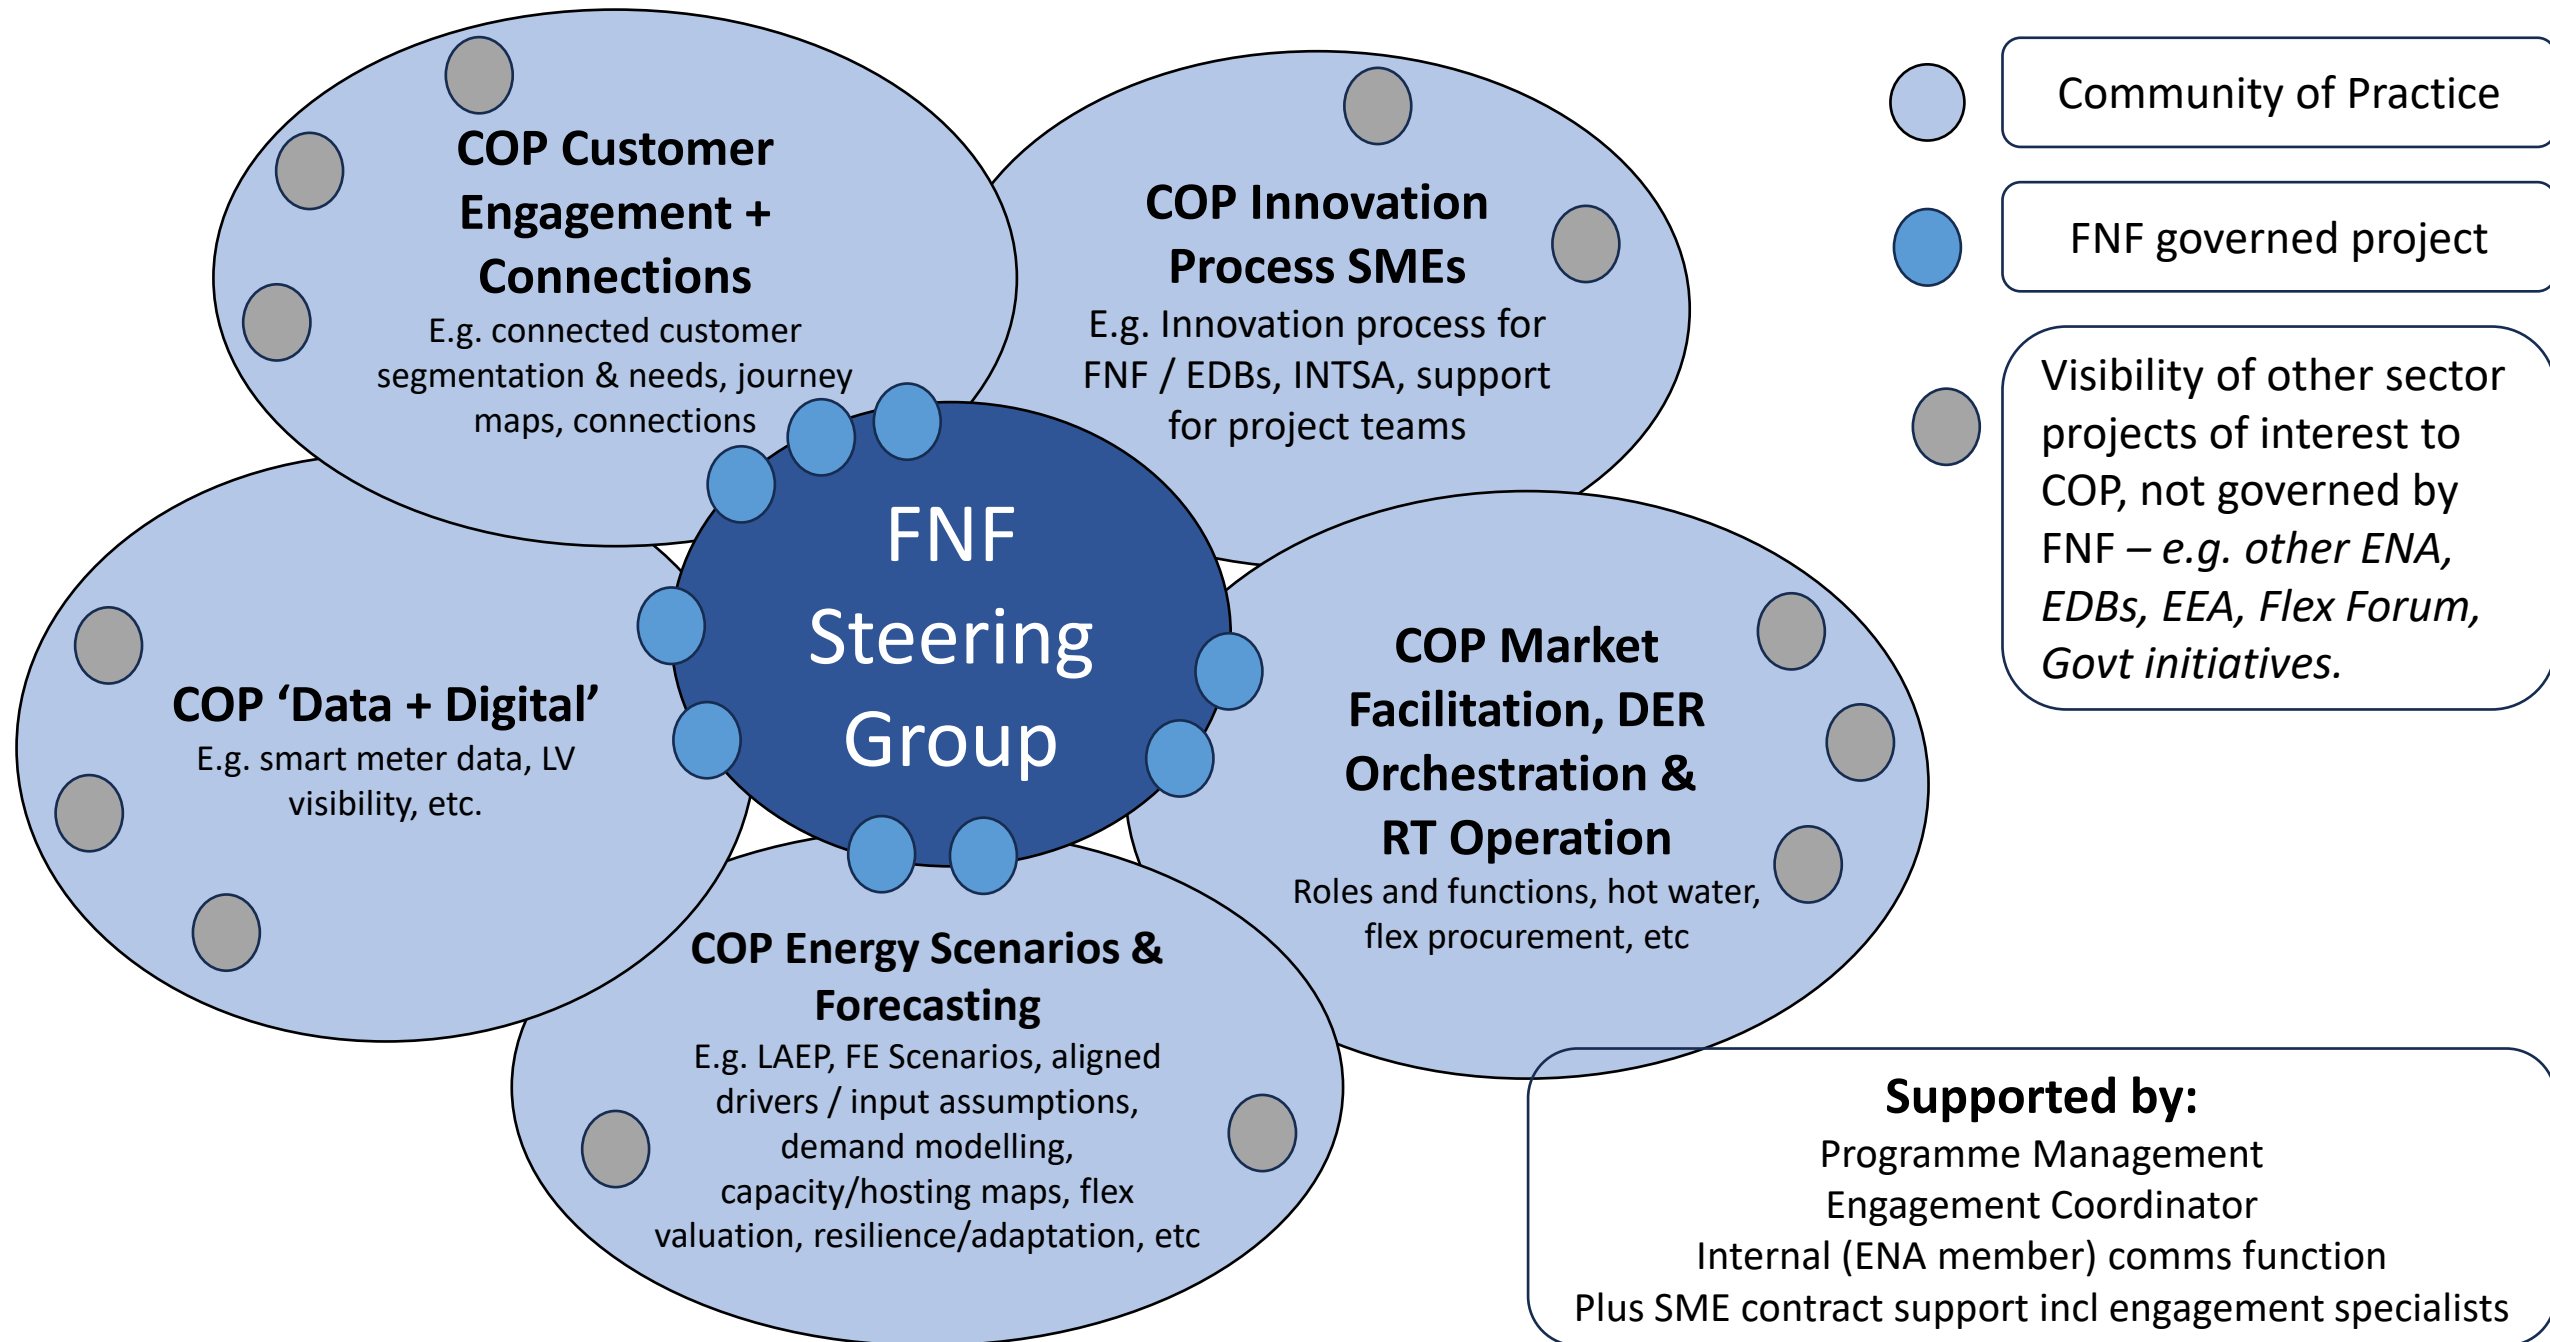 COP Customer
Engagement +
Connections
E.g. connected customer
segmentation & needs, journey
maps, connections
COP Innovation
Process SMEs
E.g. Innovation process for
FNF / EDBs, INTSA, support
for project teams
Community of Practice
FNF governed project
Visibility of other sector
projects of interest to
COP, not governed by
FNF – e.g. other ENA,
EDBs, EEA, Flex Forum,
Govt initiatives.
FNF
Steering
Group
COP ‘Data + Digital’
E.g. smart meter data, LV
visibility, etc.
COP Market
Facilitation, DER
Orchestration &
RT Operation
Roles and functions, hot water,
flex procurement, etc
COP Energy Scenarios &
Forecasting
E.g. LAEP, FE Scenarios, aligned
drivers / input assumptions,
demand modelling,
capacity/hosting maps, flex
valuation, resilience/adaptation, etc
Supported by:
Programme Management
Engagement Coordinator
Internal (ENA member) comms function
Plus SME contract support incl engagement specialists